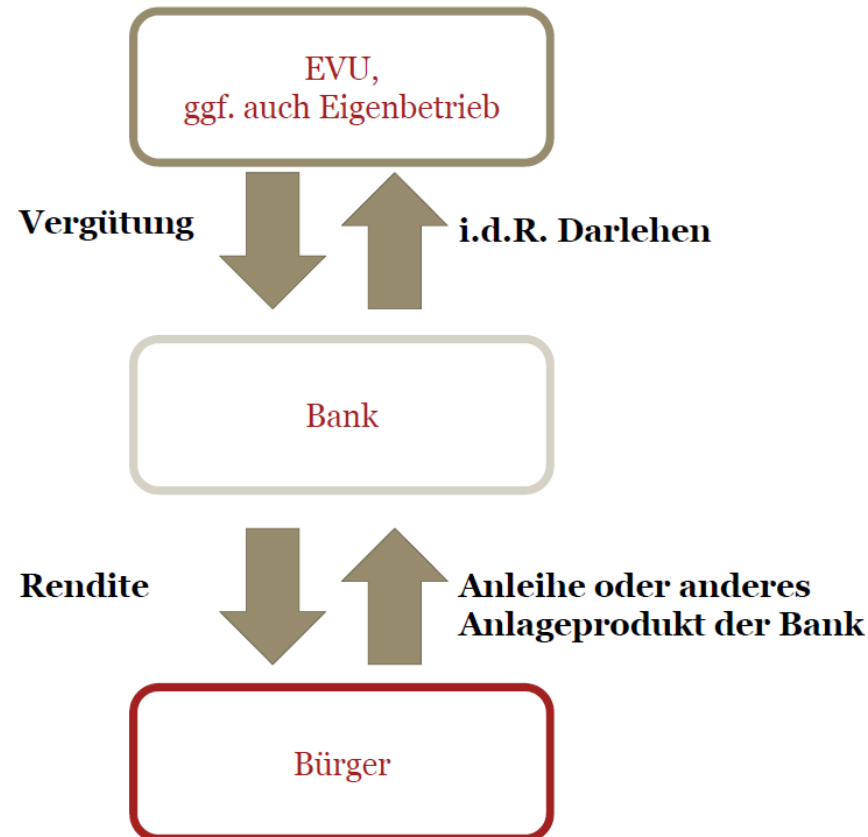 EVU,
ggf. auch Eigenbetrieb
Vergütung
i.d.R. Darlehen
Bank
Rendite
Anleihe oder anderes
Anlageprodukt der Bank
Bürger